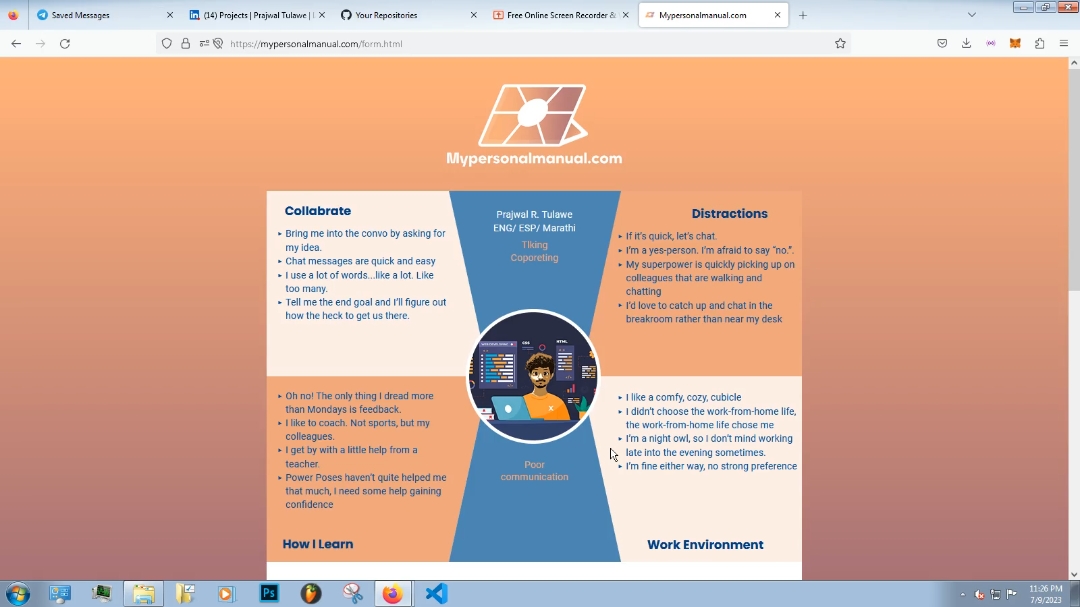 Saved Messages
(14) Projects | Prajwal Tulawe | L
Your Repositories
Free Online Screen Recorder &
Mypersonalmanual.com
https://mypersonalmanual.com/form.html
Mypersonalmanual.com
Collabrate
Bring me into the convo by asking for
my idea.
Chat messages are quick and easy
I use a lot of words...like a lot. Like
too many.
Tell me the end goal and I'll figure out
how the heck to get us there.
Prajwal R. Tulawe
ENG/ ESP/ Marathi
Tlking
Coporeting
Distractions
If it's quick, let's chat.
I'm a yes-person. I'm afraid to say "no.".
My superpower is quickly picking up on
colleagues that are walking and
chatting
I'd love to catch up and chat in the
breakroom rather than near my desk
CSS
HTML
Oh no! The only thing I dread more
than Mondays is feedback.
I like to coach. Not sports, but my
colleagues.
I get by with a little help from a
teacher.
Power Poses haven't quite helped me
that much, I need some help gaining
confidence
How I Learn
Poor
communication
I like a comfy, cozy, cubicle
I didn't choose the work-from-home life,
the work-from-home life chose me
I'm a night owl, so I don't mind working
late into the evening sometimes.
I'm fine either way, no strong preference
Work Environment
Ps
11:26 PM
7/9/2023